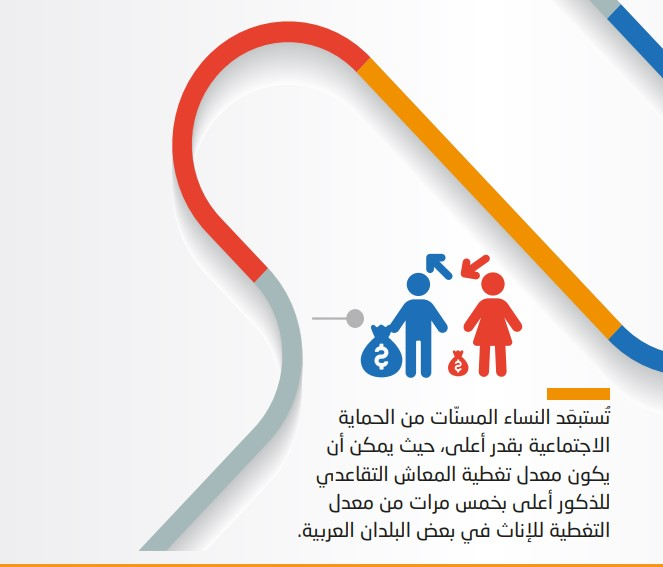 تُستبعَد النساء المسنّات من الحماية
الاجتماعية بقدر أعلى، حيث يمكن أن
يكون معدل تغطية المعاش التقاعدي
للذكور أعلى بخمس مرات من معدل
التغطية للإناث في بعض البلدان العربية.